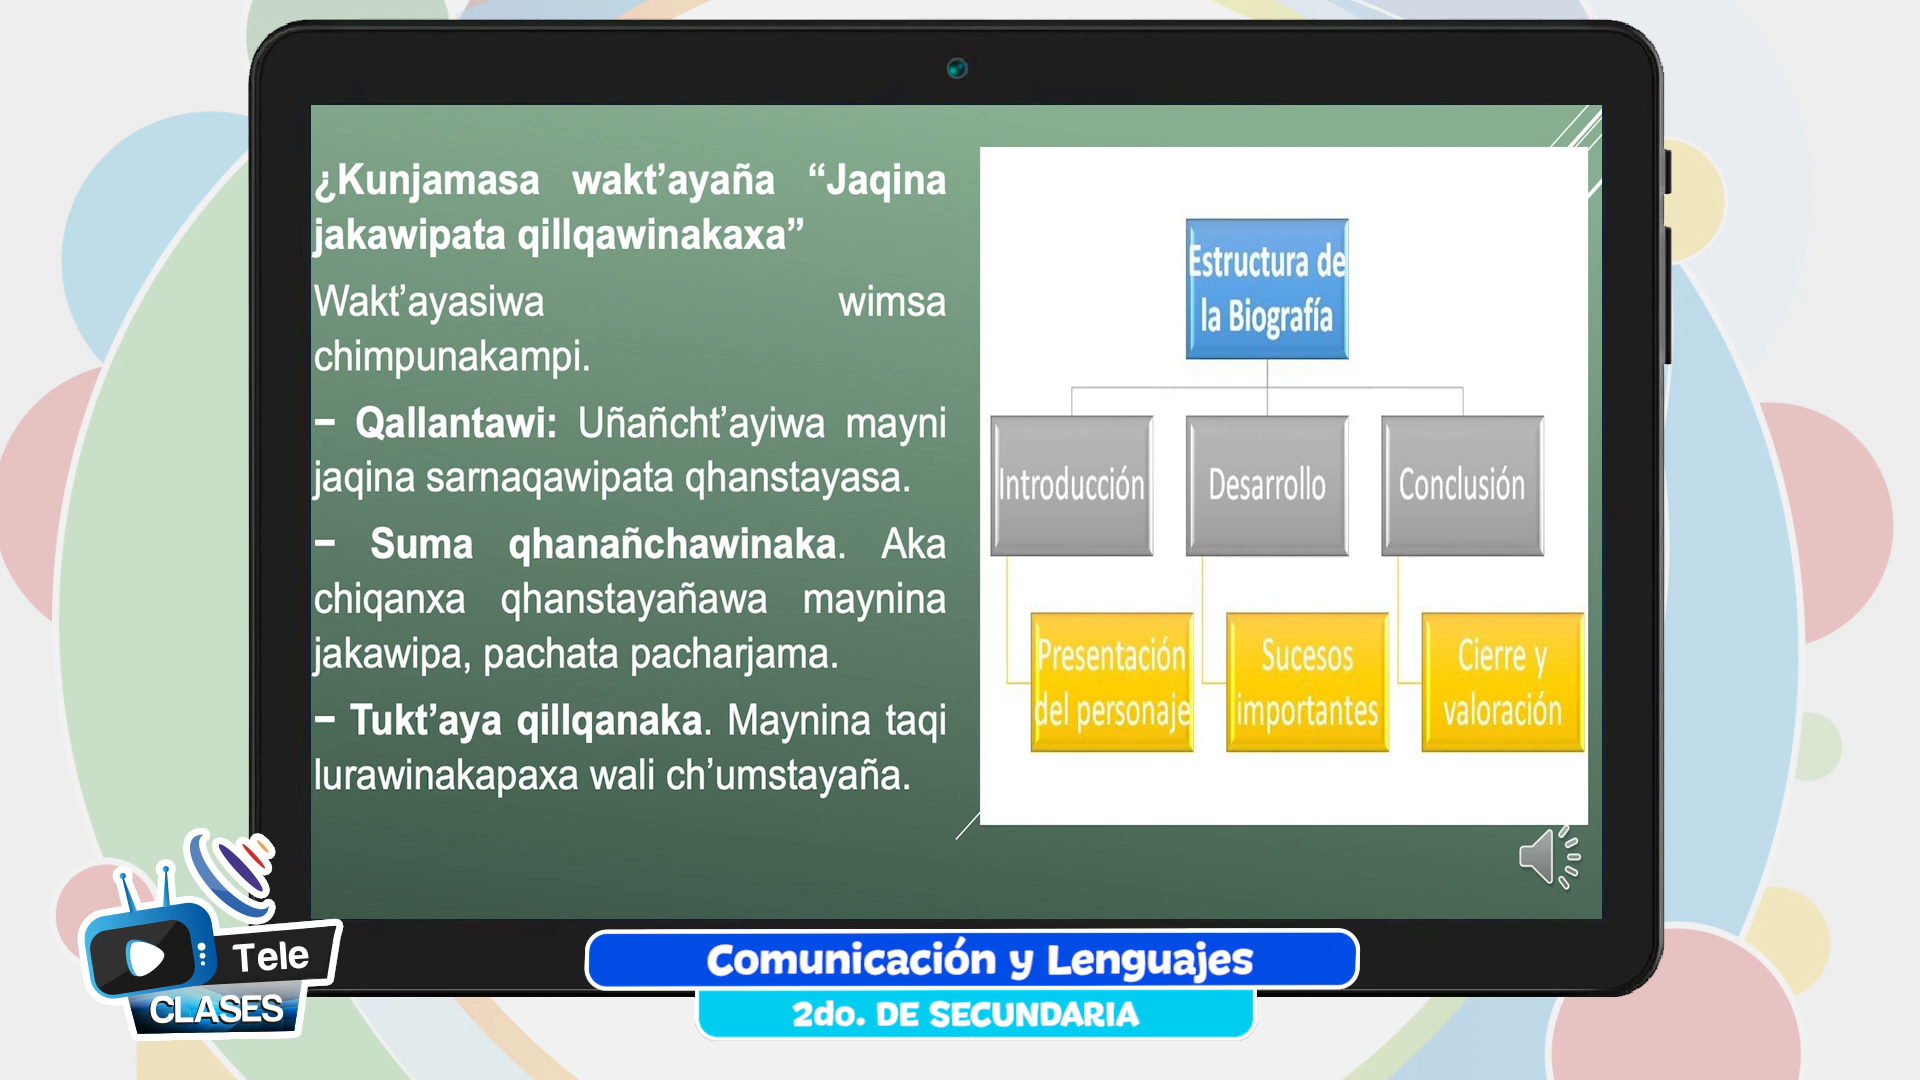 ¿Kunjamasa wakt’ayaña “Jaqina
jakawipata qillqawinakaxa”
Wakt’ayasiwa wimsa
chimpunakampi.
– Qallantawi: Uñañcht’ayiwa mayni
jaqina sarnaqawipata qhanstayasa.
– Suma qhanañchawinaka. Aka
chiqanxa qhanstayañawa maynina
jakawipa, pachata pacharjama.
– Tukt’aya qillqanaka. Maynina taqi
lurawinakapaxa wali ch’umstayaña.
Estructura de
la Biografía
Introducción
Desarrollo
Conclusión
Presentación
del personaje
Sucesos
importantes
Cierre y
valoración
Tele
CLASES
Comunicación y Lenguajes
2do. DE SECUNDARIA